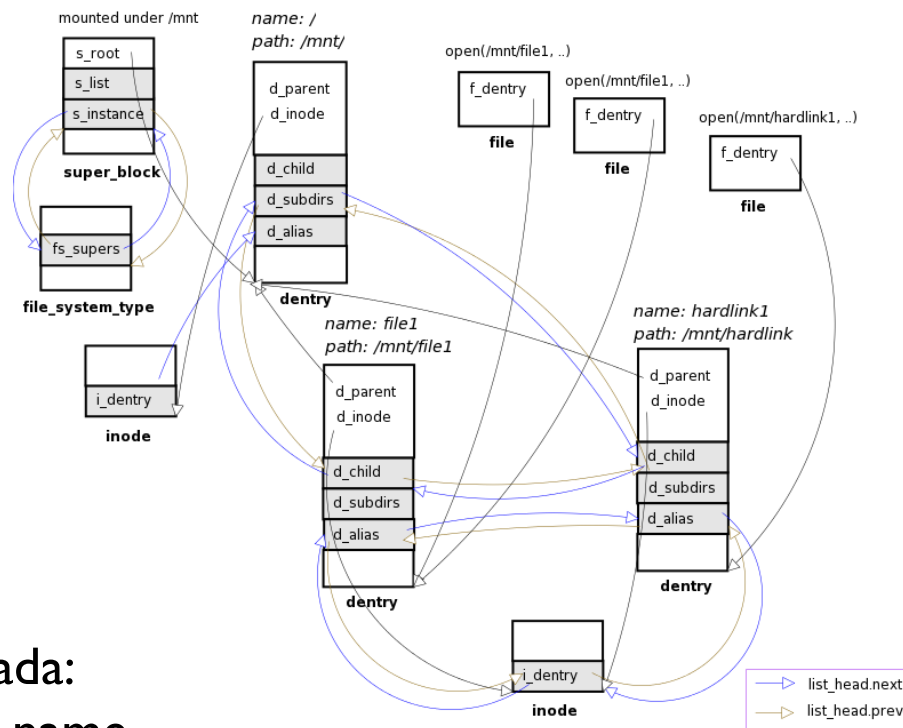 mounted under /mnt
s_root
s_list
s_instance
super_block
fs_supers
file_system_type
i_dentry
inode
name: /
path: /mnt/
d_parent
d_inode
d_child
d_subdirs
d_alias
dentry
open(/mnt/file1, ..)
f_dentry
file
open(/mnt/file1, ..)
f_dentry
file
open(/mnt/hardlink1, ..)
f_dentry
file
name: file1
path: /mnt/file1
d_parent
d_inode
d_child
d_subdirs
d_alias
dentry
name: hardlink1
path: /mnt/hardlink
d_parent
d_inode
d_child
d_subdirs
d_alias
dentry
i_dentry
inode
ada:
name
list_head.next
list_head.prev